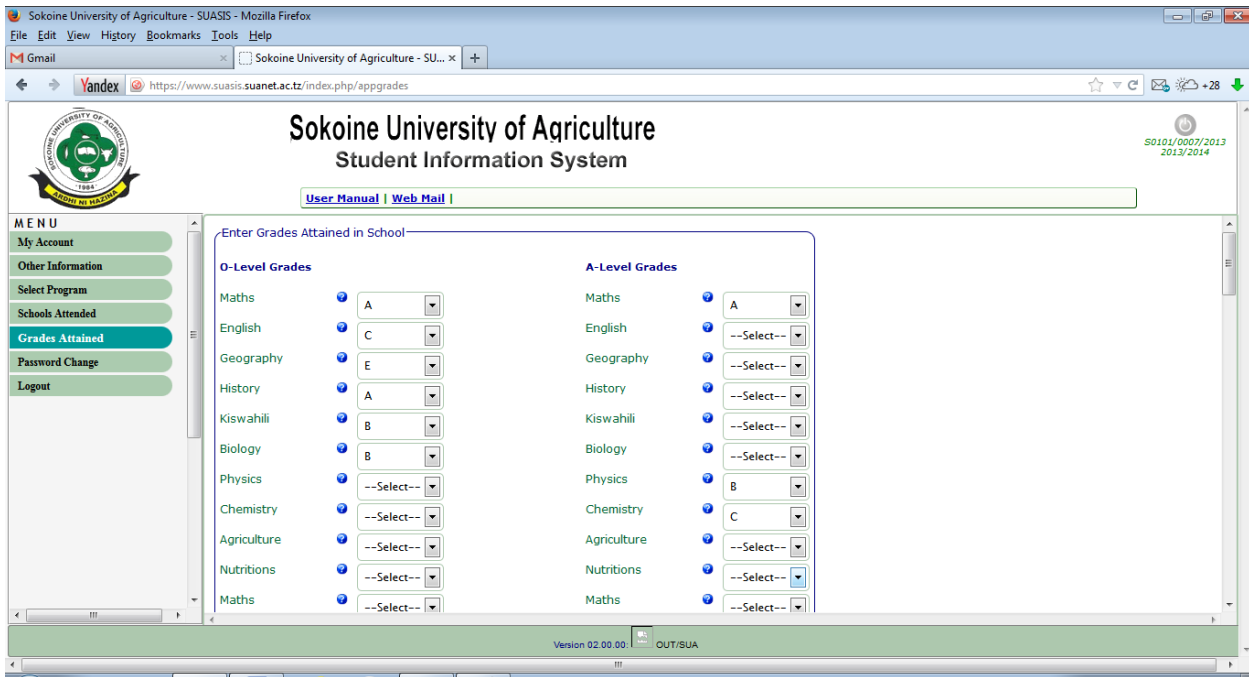 Sokoine University of Agriculture - SUASIS - Mozilla Firefox
File Edit View History Bookmarks Tools Help
Gmail × Sokoine University of Agriculture - SU... × +
Yandex https://www.suasis.suanet.ac.tz/index.php/appgrades +28
SOKOINE UNIVERSITY OF AGRICULTURE
1984
ARDHI NI HAZINA
Sokoine University of Agriculture
Student Information System
S0101/0007/2013
2013/2014
User Manual | Web Mail |
MENU
My Account
Other Information
Select Program
Schools Attended
Grades Attained
Password Change
Logout
Enter Grades Attained in School
O-Level Grades A-Level Grades
Maths A Maths A
English C English --Select--
Geography E Geography --Select--
History A History --Select--
Kiswahili B Kiswahili --Select--
Biology B Biology --Select--
Physics --Select-- Physics B
Chemistry --Select-- Chemistry C
Agriculture --Select-- Agriculture --Select--
Nutritions --Select-- Nutritions --Select--
Maths --Select-- Maths --Select--
Version 02.00.00: OUT/SUA